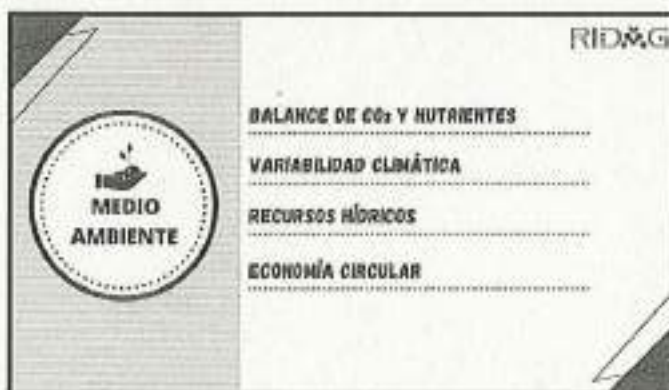 RIDAG
MEDIO
AMBIENTE
BALANCE DE CO₂ Y NUTRIENTES
VARIABILIDAD CLIMÁTICA
RECURSOS HÍDRICOS
ECONOMÍA CIRCULAR